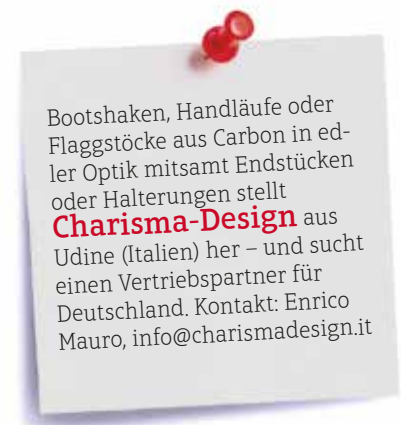 Bootshaken, Handläufe oder
Flaggstöcke aus Carbon in ed-
ler Optik mitsamt Endstücken
oder Halterungen stellt
Charisma-Design aus
Udine (Italien) her – und sucht
einen Vertriebspartner für
Deutschland. Kontakt: Enrico
Mauro, info@charismadesign.it